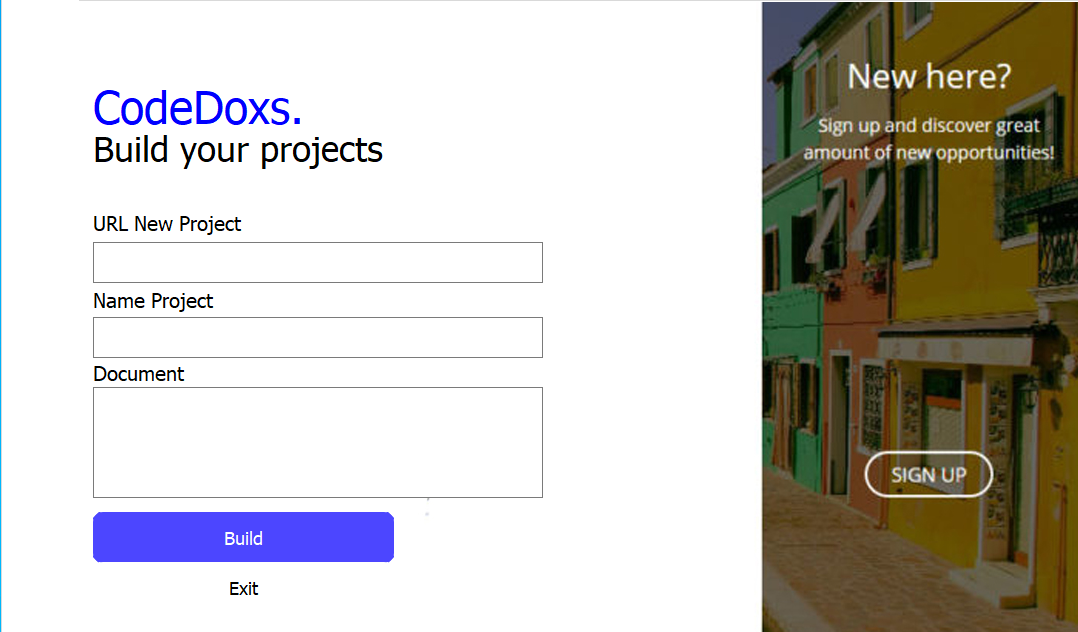 CodeDoxs.
Build your projects
URL New Project
Name Project
Document
Build
Exit
New here?
Sign up and discover great
amount of new opportunities!
SIGN UP